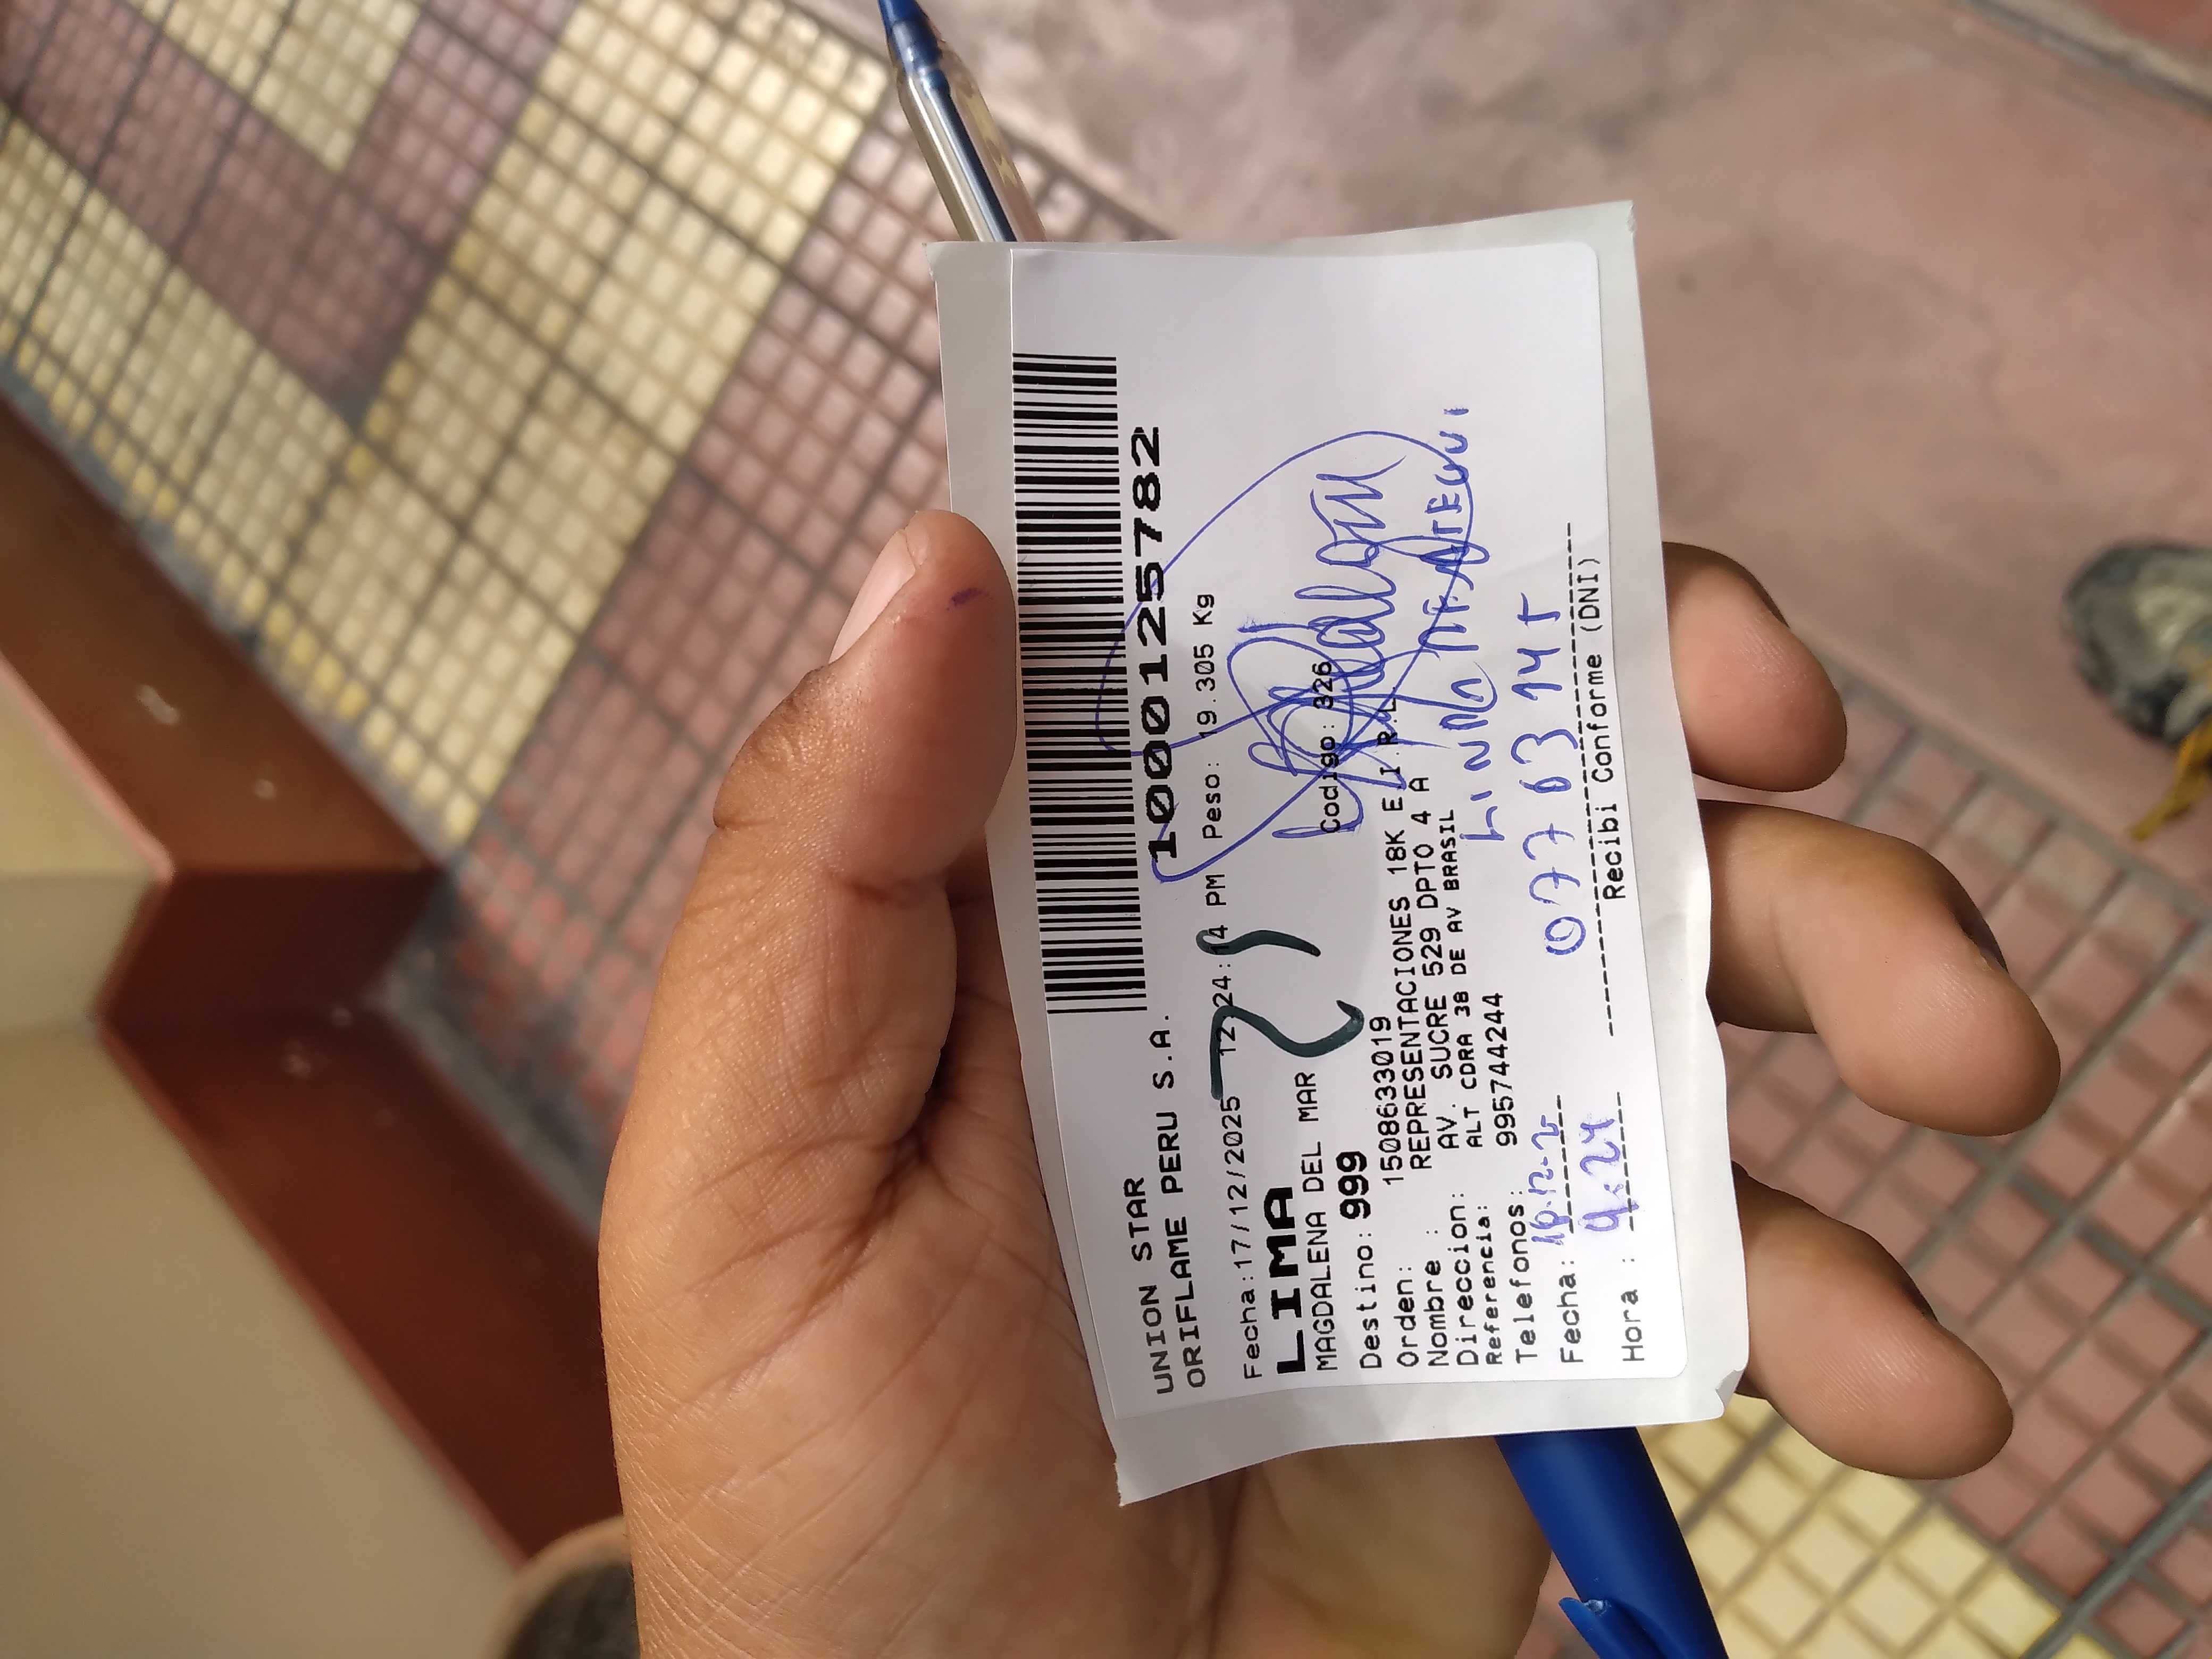 UNION STAR
ORIFLAME PERU S.A.
1000125782
Fecha:17/12/2025 12:24:14 PM Peso: 19.305 Kg
LIMA
MAGDALENA DEL MAR
Destino: 999
Codigo: 326
Orden: 1508633019
Nombre : REPRESENTACIONES 18K E.I.R.L
Direccion: AV. SUCRE 529 DPTO 4 A
Referencia: ALT CDRA 38 DE AV BRASIL
Telefonos: 995744244
Fecha:
Hora : 9:24
Recibi Conforme (DNI)